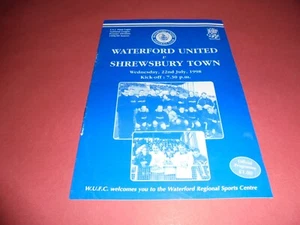 WATERFORD UNITED
v
SHREWSBURY TOWN
Wednesday, 22nd July, 1998
Kick-off : 7-30 p.m.
W.U.F.C. welcomes you to the Waterford Regional Sports Centre